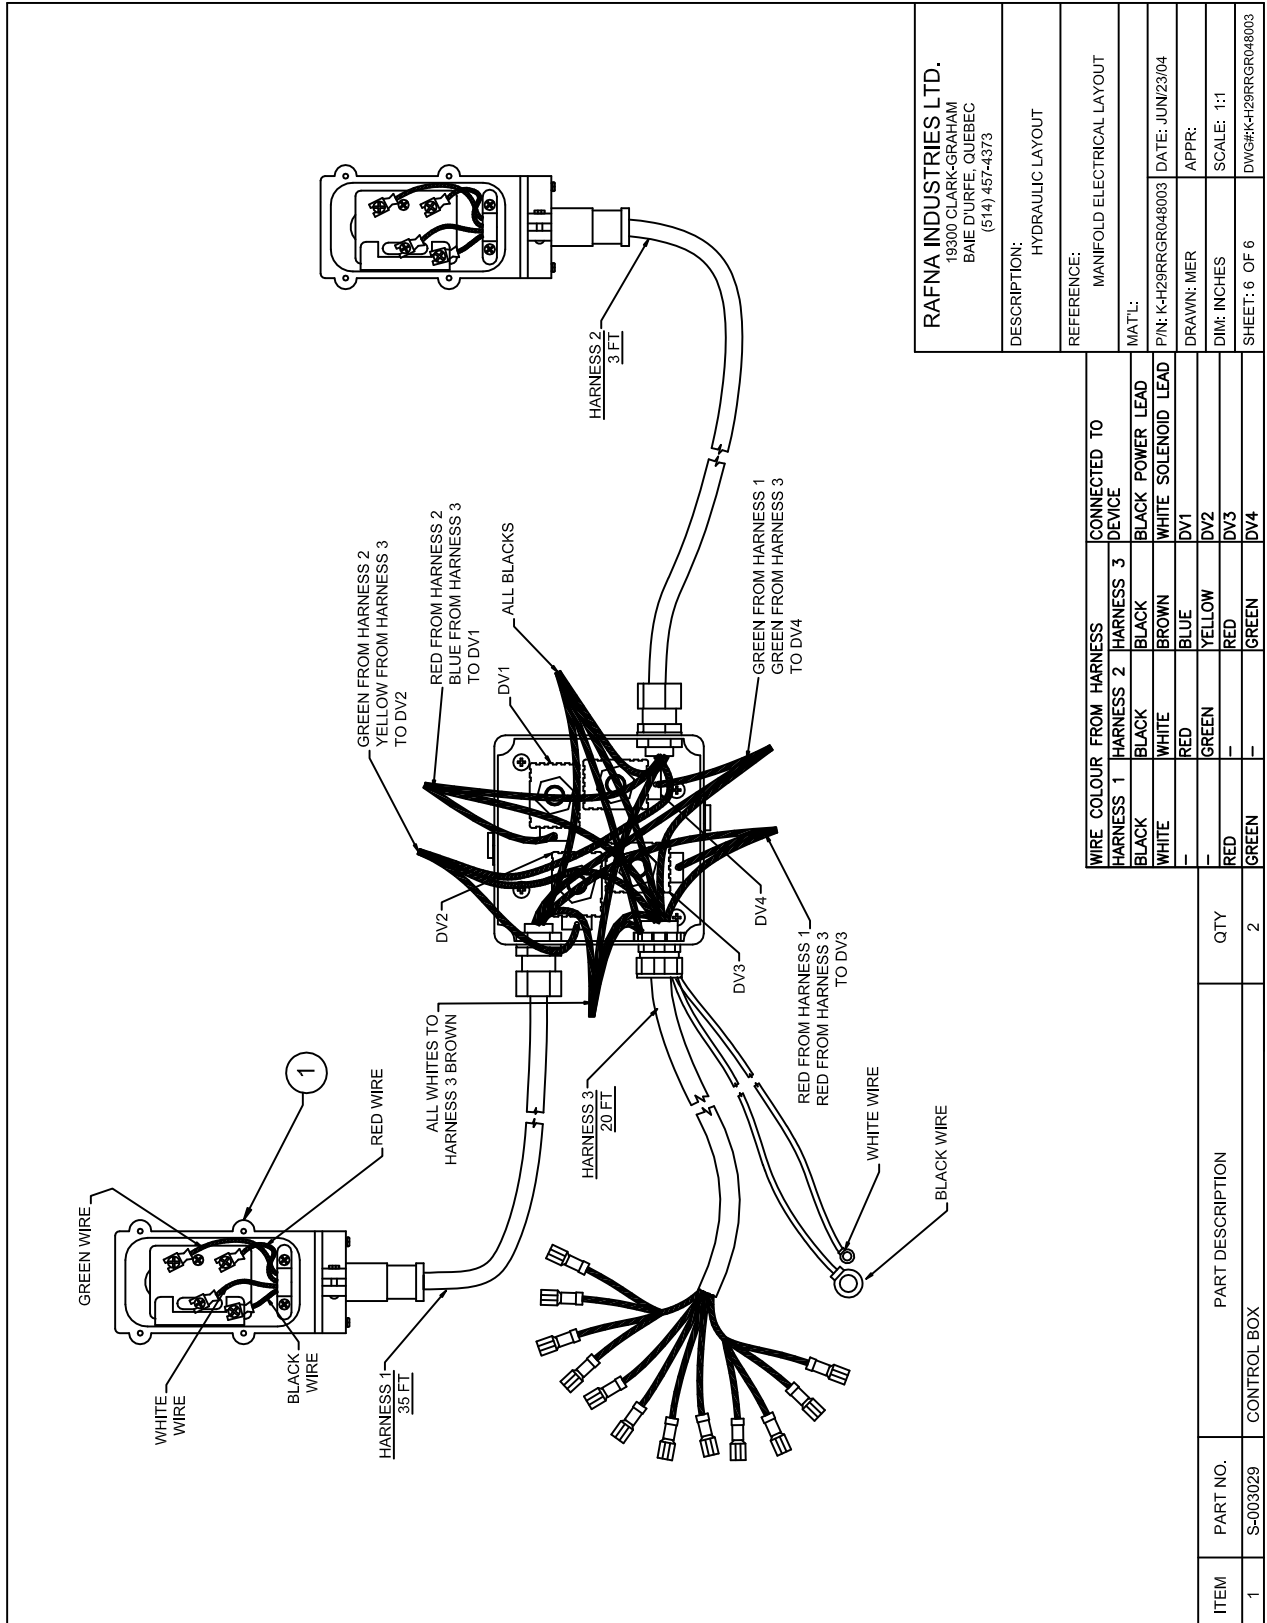 GREEN WIRE
WHITE
WIRE
BLACK
WIRE
RED WIRE
1
HARNESS 1
35 FT
ALL WHITES TO
HARNESS 3 BROWN
DV2
GREEN FROM HARNESS 2
YELLOW FROM HARNESS 3
TO DV2
RED FROM HARNESS 2
BLUE FROM HARNESS 3
TO DV1
DV1
ALL BLACKS
HARNESS 2
3 FT
HARNESS 3
20 FT
DV3
DV4
RED FROM HARNESS 1
RED FROM HARNESS 3
TO DV3
GREEN FROM HARNESS 1
GREEN FROM HARNESS 3
TO DV4
WHITE WIRE
BLACK WIRE
WIRE COLOUR FROM HARNESS CONNECTED TO
HARNESS 1 HARNESS 2 HARNESS 3 DEVICE
BLACK BLACK BLACK BLACK POWER LEAD
WHITE WHITE BROWN WHITE SOLENOID LEAD
– RED BLUE DV1
– GREEN YELLOW DV2
RED – RED DV3
GREEN – GREEN DV4
ITEM PART NO. PART DESCRIPTION QTY
1 S-003029 CONTROL BOX 2
RAFNA INDUSTRIES LTD.
19300 CLARK-GRAHAM
BAIE D'URFE, QUEBEC
(514) 457-4373
DESCRIPTION:
HYDRAULIC LAYOUT
REFERENCE:
MANIFOLD ELECTRICAL LAYOUT
MAT'L:
P/N: K-H29RRGR048003 DATE: JUN/23/04
DRAWN: MER APPR:
DIM: INCHES SCALE: 1:1
SHEET: 6 OF 6 DWG#:K-H29RRGR048003